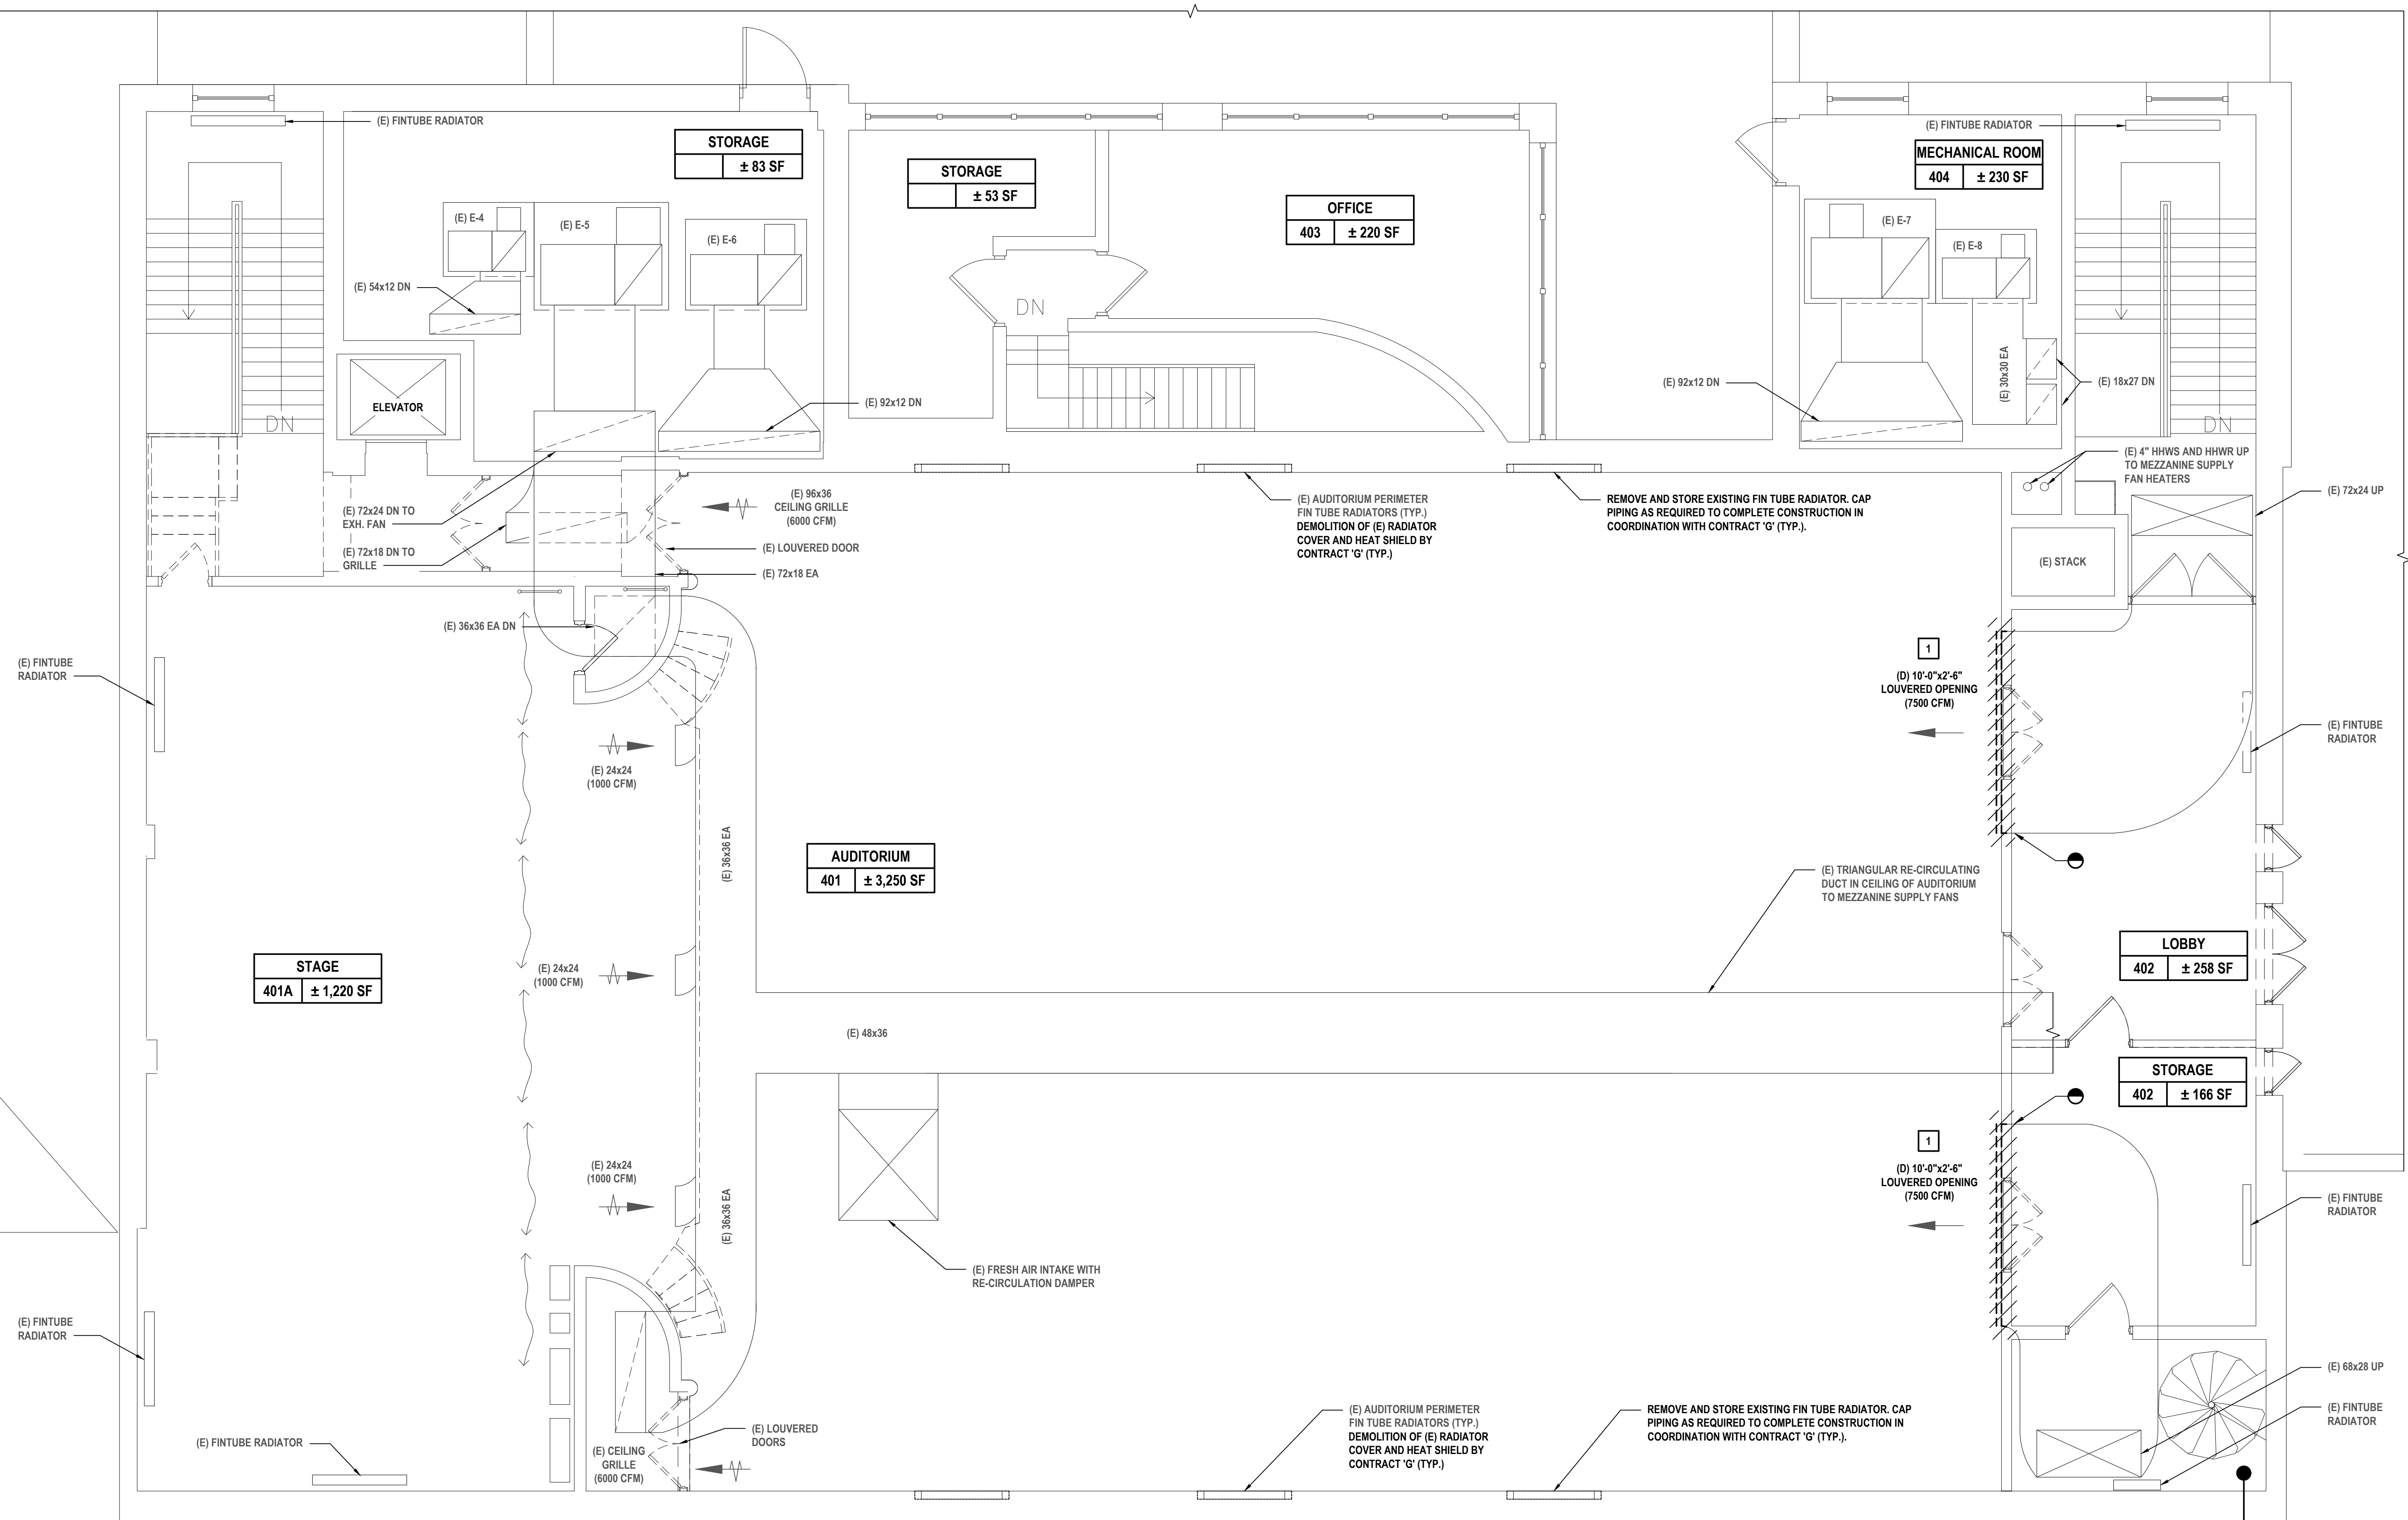 (E) FINTUBE RADIATOR
STORAGE
± 83 SF
STORAGE
± 53 SF
OFFICE
403 ± 220 SF
(E) FINTUBE RADIATOR
MECHANICAL ROOM
404 ± 230 SF
(E) E-4
(E) E-5
(E) E-6
(E) 54x12 DN
(E) E-7
(E) E-8
DN
ELEVATOR
DN
(E) 92x12 DN
(E) 92x12 DN
(E) 30x30 EA
(E) 18x27 DN
DN
(E) 4" HHWS AND HHWR UP
TO MEZZANINE SUPPLY
FAN HEATERS
(E) 72x24 UP
(E) 72x24 DN TO
EXH. FAN
(E) 72x18 DN TO
GRILLE
(E) 96x36
CEILING GRILLE
(6000 CFM)
(E) LOUVERED DOOR
(E) 72x18 EA
(E) AUDITORIUM PERIMETER
FIN TUBE RADIATORS (TYP.)
DEMOLITION OF (E) RADIATOR
COVER AND HEAT SHIELD BY
CONTRACT 'G' (TYP.)
REMOVE AND STORE EXISTING FIN TUBE RADIATOR. CAP
PIPING AS REQUIRED TO COMPLETE CONSTRUCTION IN
COORDINATION WITH CONTRACT 'G' (TYP.).
(E) STACK
(E) 36x36 EA DN
(E) FINTUBE
RADIATOR
1
(D) 10'-0"x2'-6"
LOUVERED OPENING
(7500 CFM)
(E) FINTUBE
RADIATOR
(E) 24x24
(1000 CFM)
(E) 36x36 EA
AUDITORIUM
401 ± 3,250 SF
(E) TRIANGULAR RE-CIRCULATING
DUCT IN CEILING OF AUDITORIUM
TO MEZZANINE SUPPLY FANS
STAGE
401A ± 1,220 SF
(E) 24x24
(1000 CFM)
LOBBY
402 ± 258 SF
(E) 48x36
STORAGE
402 ± 166 SF
(E) 24x24
(1000 CFM)
(E) 36x36 EA
1
(D) 10'-0"x2'-6"
LOUVERED OPENING
(7500 CFM)
(E) FINTUBE
RADIATOR
(E) FRESH AIR INTAKE WITH
RE-CIRCULATION DAMPER
(E) FINTUBE
RADIATOR
(E) 68x28 UP
(E) FINTUBE
RADIATOR
(E) FINTUBE RADIATOR
(E) CEILING
GRILLE
(6000 CFM)
(E) LOUVERED
DOORS
(E) AUDITORIUM PERIMETER
FIN TUBE RADIATORS (TYP.)
DEMOLITION OF (E) RADIATOR
COVER AND HEAT SHIELD BY
CONTRACT 'G' (TYP.)
REMOVE AND STORE EXISTING FIN TUBE RADIATOR. CAP
PIPING AS REQUIRED TO COMPLETE CONSTRUCTION IN
COORDINATION WITH CONTRACT 'G' (TYP.).